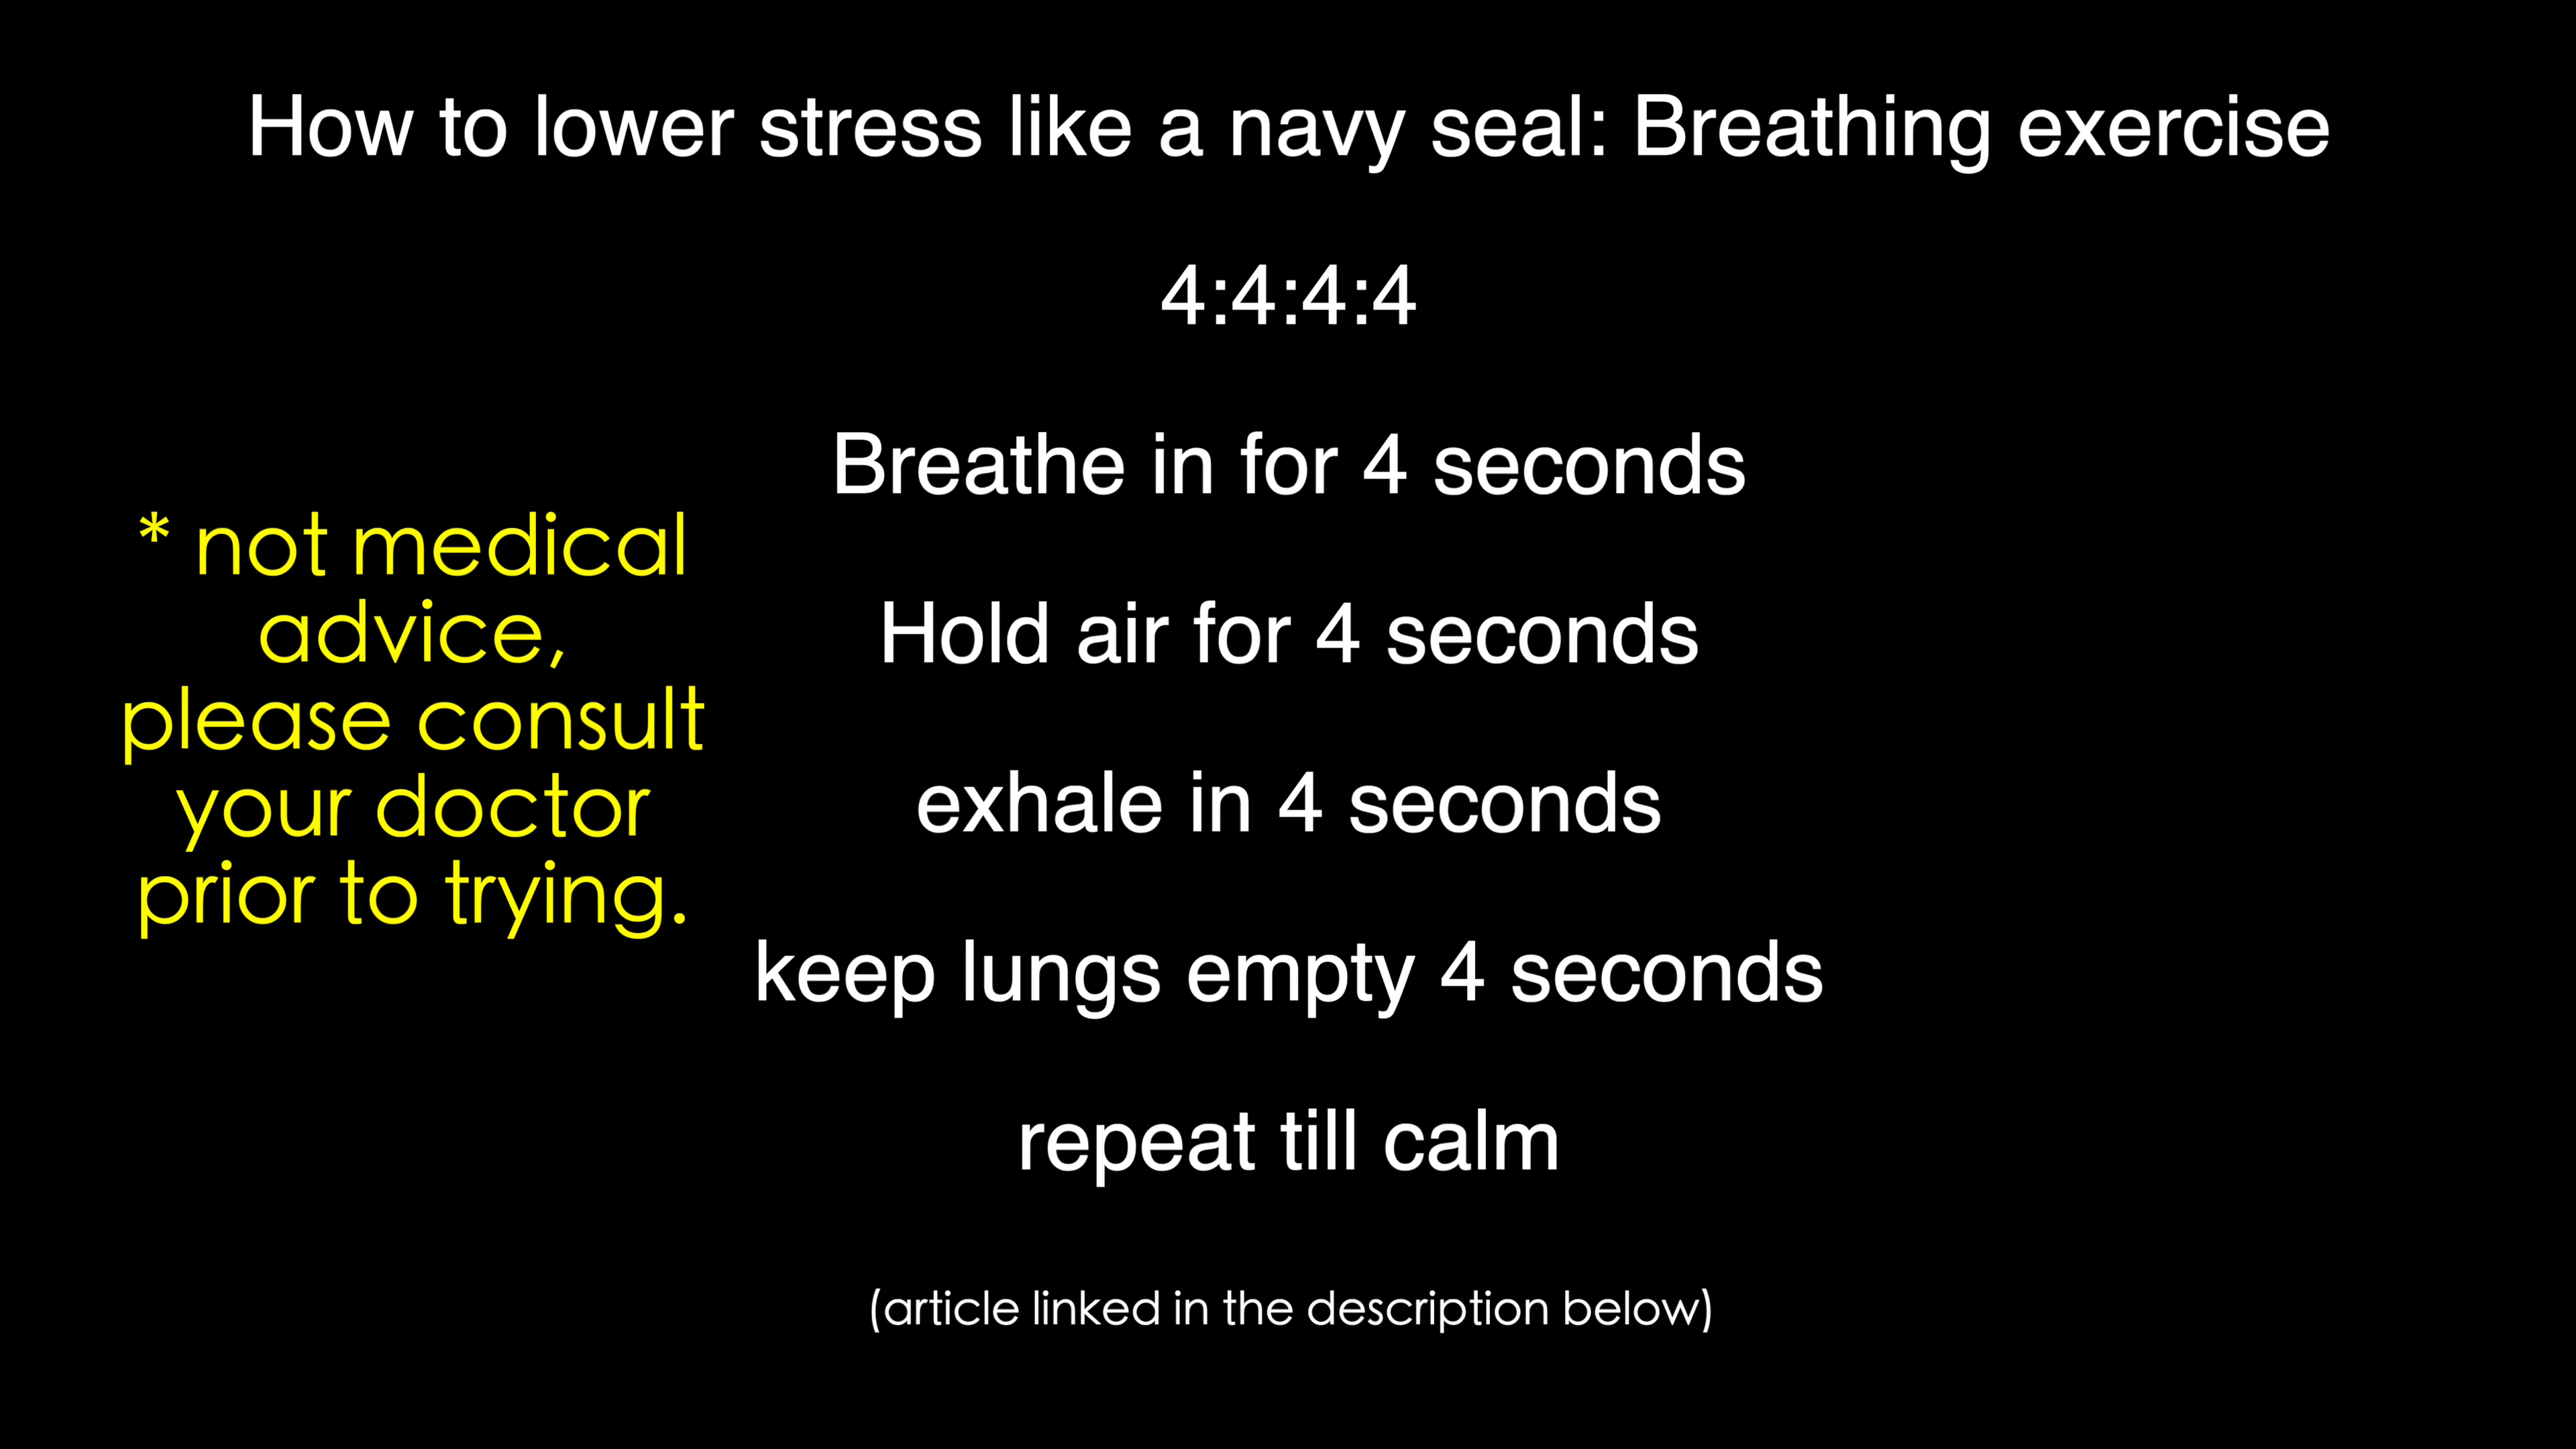 How to lower stress like a navy seal: Breathing exercise
4:4:4:4
Breathe in for 4 seconds
Hold air for 4 seconds
exhale in 4 seconds
keep lungs empty 4 seconds
repeat till calm
(article linked in the description below)
* not medical
advice,
please consult
your doctor
prior to trying.